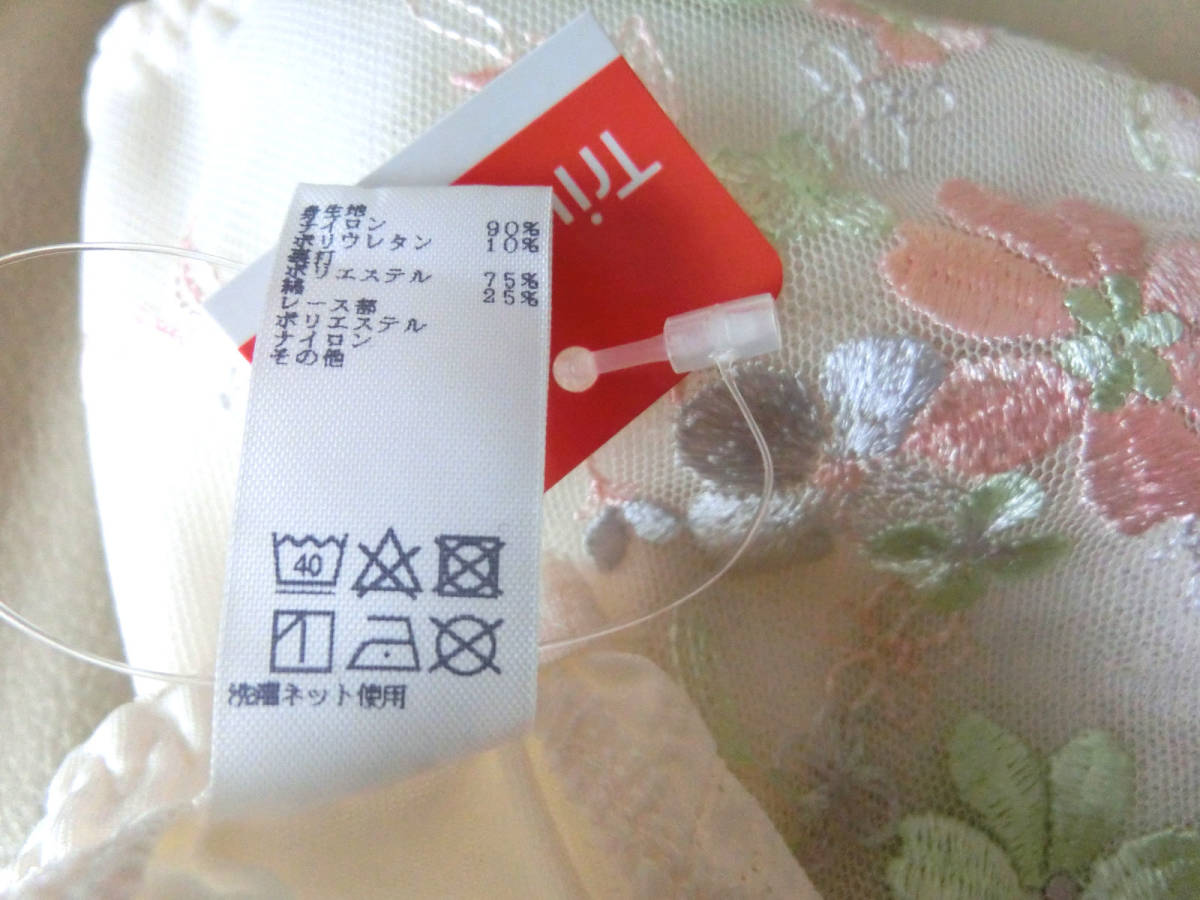 身生地
ナイロン 90%
ポリウレタン 10%
裏打
ポリエステル 75%
綿 25%
レース部
ポリエステル
ナイロン
その他
40
洗濯ネット使用
Tri